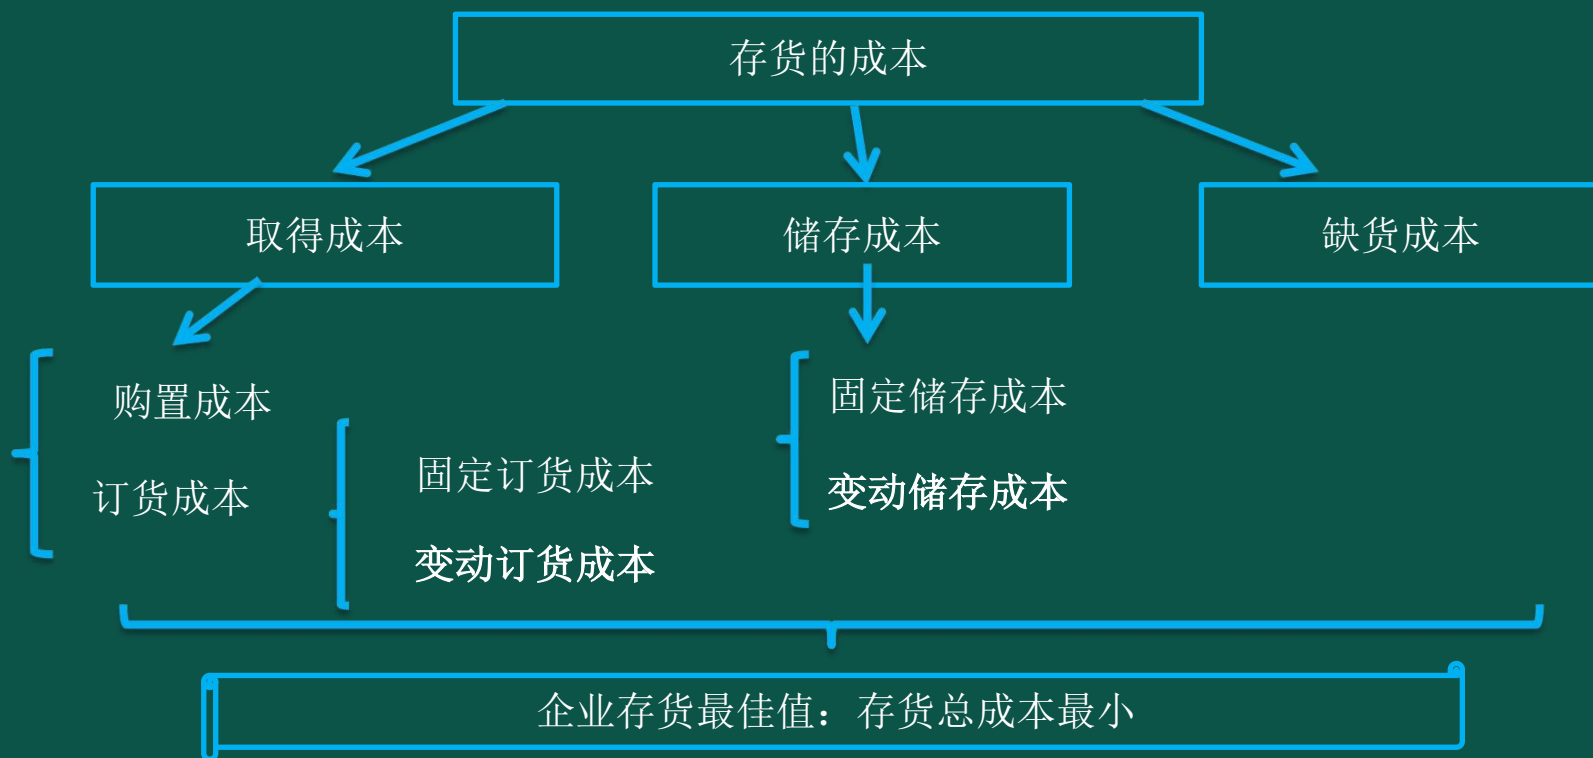 存货的成本
取得成本
储存成本
缺货成本
购置成本
订货成本
固定订货成本
变动订货成本
固定储存成本
变动储存成本
企业存货最佳值：存货总成本最小